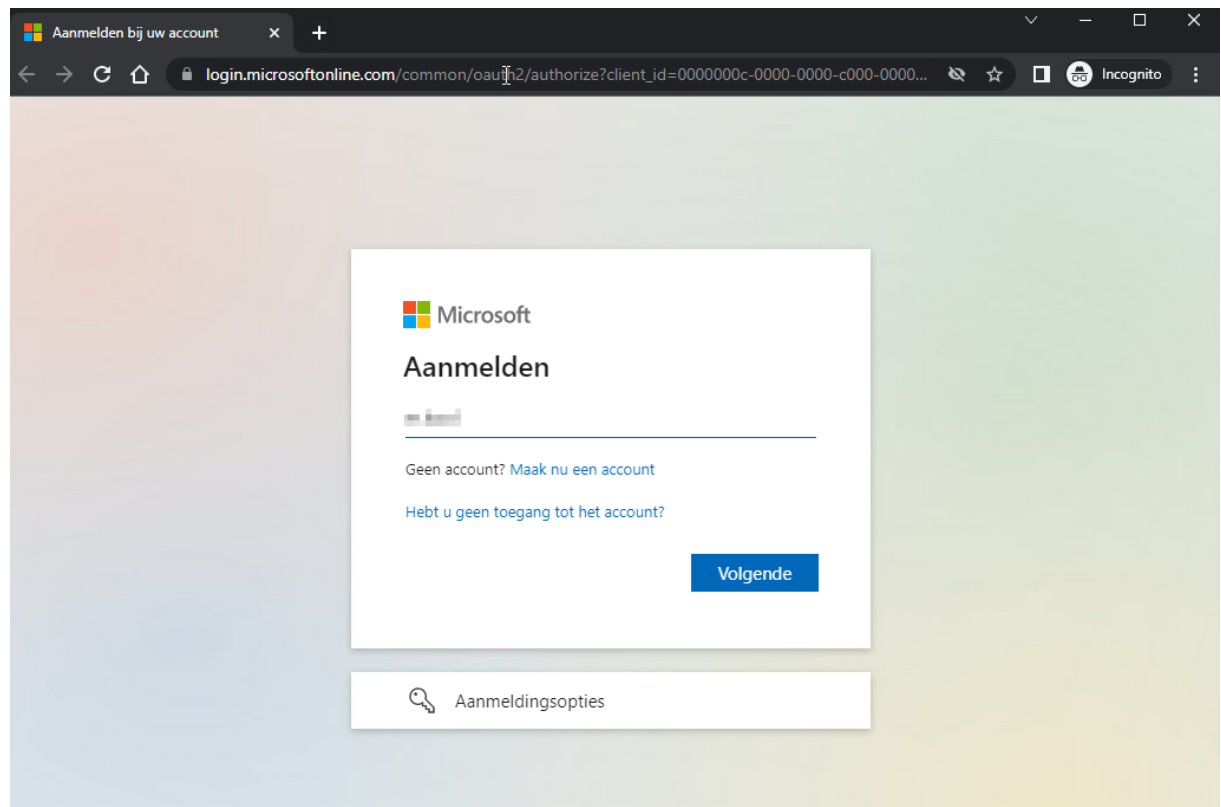 Aanmelden bij uw account
login.microsoftonline.com/common/oauth2/authorize?client_id=0000000c-0000-0000-c000-0000...
Incognito
Microsoft
Aanmelden
Geen account? Maak nu een account
Hebt u geen toegang tot het account?
Volgende
Aanmeldingsopties